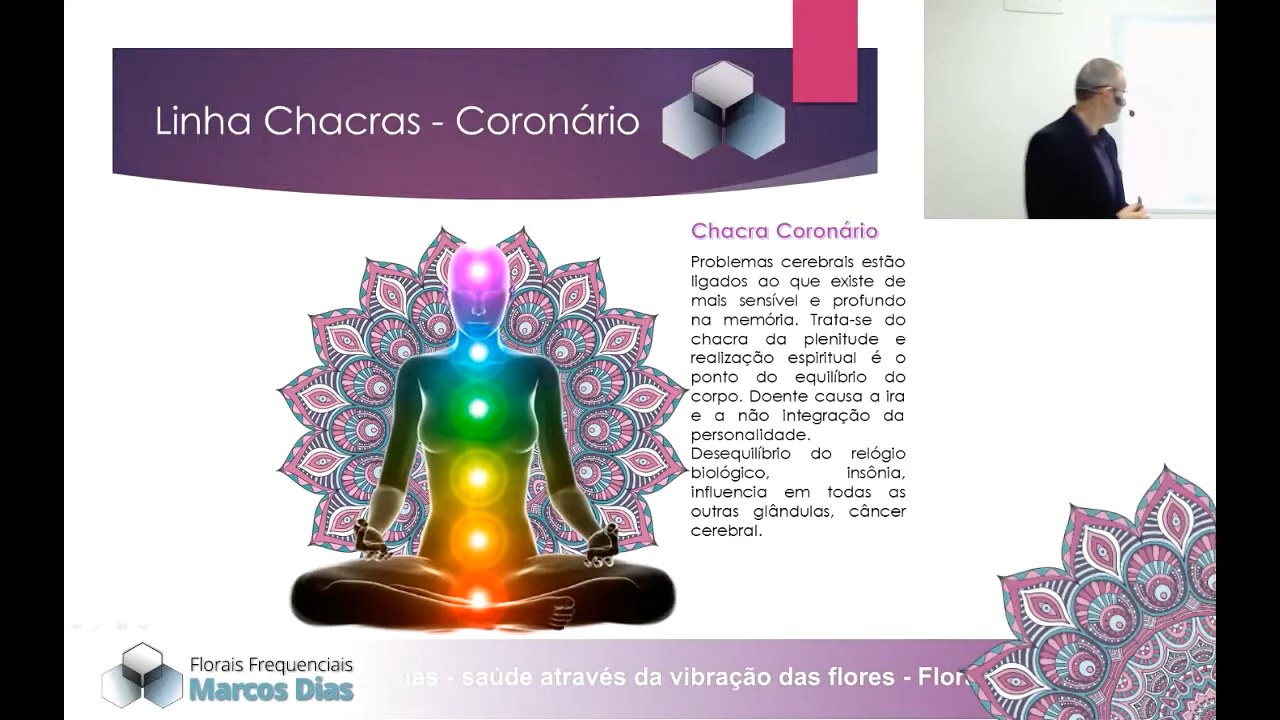 Linha Chacras - Coronário
Chacra Coronário
Problemas cerebrais estão
ligados ao que existe de
mais sensível e profundo
na memória. Trata-se do
chacra da plenitude e
realização espiritual é o
ponto do equilíbrio do
corpo. Doente causa a ira
e a não integração da
personalidade.
Desequilíbrio do relógio
biológico, insônia,
influencia em todas as
outras glândulas, câncer
cerebral.
Florais Frequenciais
Marcos Dias
- saúde através da vibração das flores -